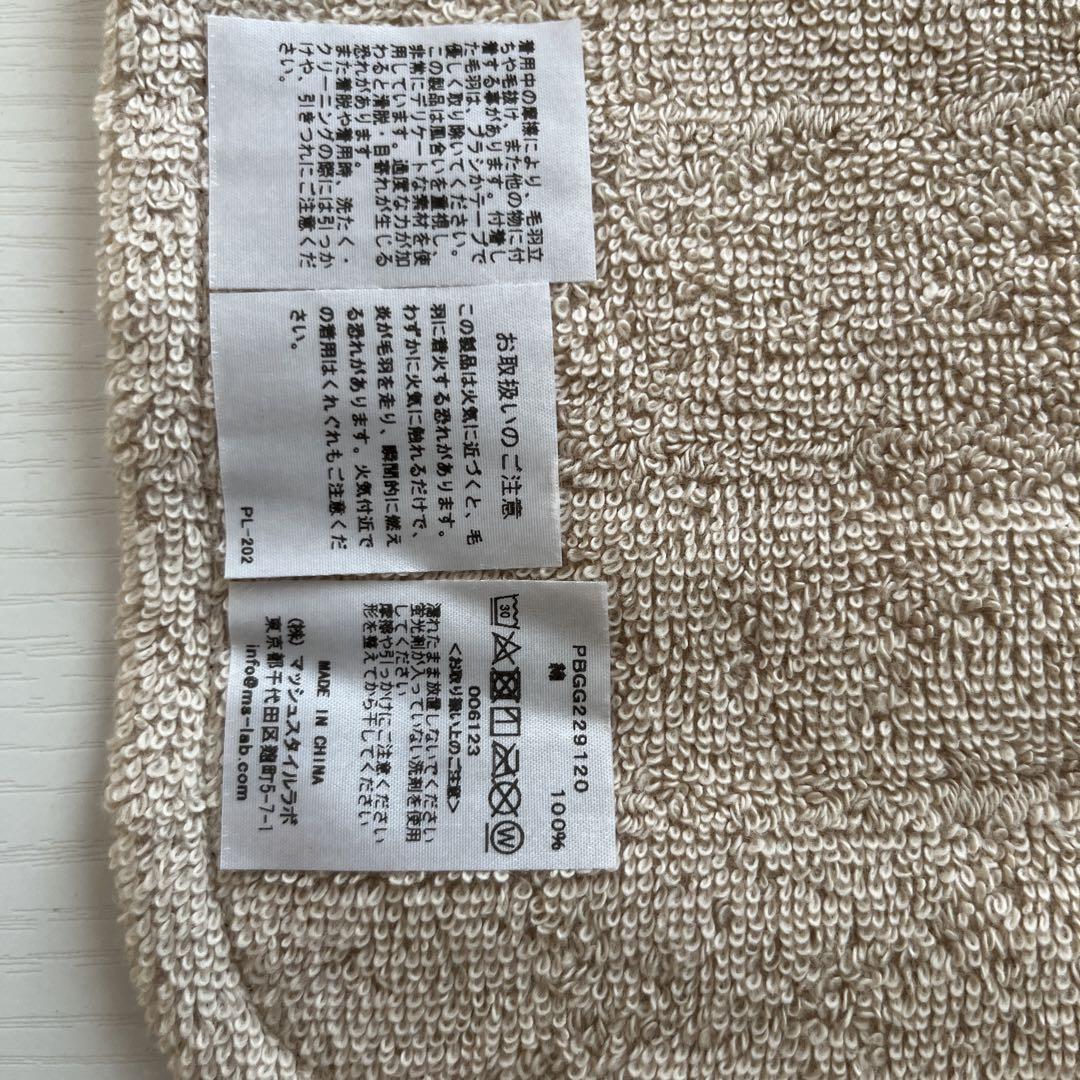 着用中の摩擦により、毛羽立
ちや毛抜け、また他の物に付
着する事があります。付着し
た毛羽は、ブラシかテープで
優しく取り除いてください。
この製品は風合いを重視し、
非常にデリケートな素材を使
用しています。過度な力が加
わると滑脱・目寄れが生じる
恐れがあります。
また着脱や着用時、洗たく・
クリーニングの際には引っか
けや、引きつれにご注意くだ
さい。
お取扱いのご注意
この製品は火気に近づくと、毛
羽に着火する恐れがあります。
わずかに火気に触れるだけで、
炎が毛羽を走り、瞬間的に燃え
る恐れがあります。火気付近で
の着用はくれぐれもご注意くだ
さい。
PL-202
PBGG229120
綿 100%
30
W
006123
<お取り扱い上のご注意>
濡れたまま放置しないでください
蛍光剤が入っていない洗剤を使用
してください
摩擦や引っかけにご注意ください
形を整えてから干してください
MADE IN CHINA
(株)マッシュスタイルラボ
東京都千代田区麹町5-7-1
info@ms-lab.com